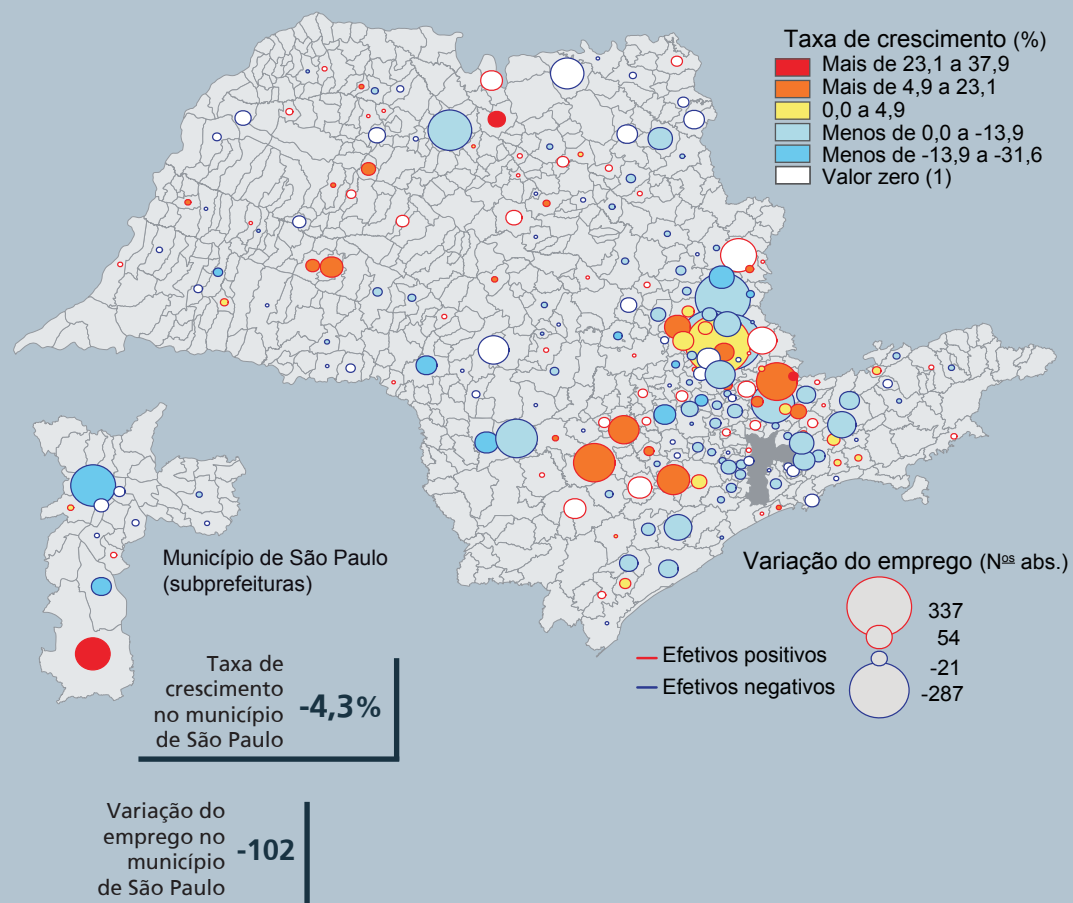 Taxa de crescimento (%)
Mais de 23,1 a 37,9
Mais de 4,9 a 23,1
0,0 a 4,9
Menos de 0,0 a -13,9
Menos de -13,9 a -31,6
Valor zero (1)
Município de São Paulo
(subprefeituras)
Variação do emprego (Nos abs.)
337
54
-21
-287
Efetivos positivos
Efetivos negativos
Taxa de
crescimento
no município
de São Paulo
-4,3%
Variação do
emprego no
município
de São Paulo
-102